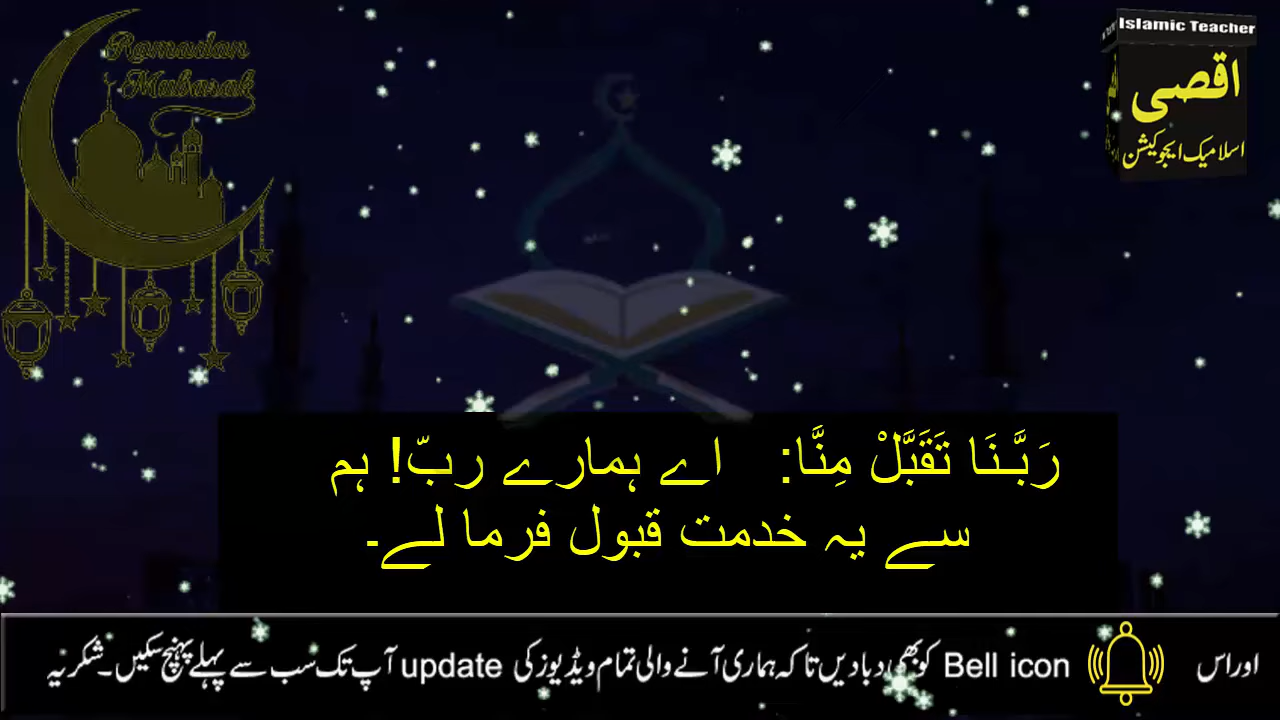 Ramadan
Mubarak
Islamic Teacher
اقصی
اسلامیک ایجوکیشن
رَبَّـنَا تَقَبَّلْ مِنَّا: اے ہمارے ربّ! ہم
سے یہ خدمت قبول فرما لے۔
اور اس Bell icon کو بھی دبا دیں تاکہ ہماری آنے والی تمام ویڈیوز کی update آپ تک سب سے پہلے پہنچ سکیں۔ شکریہ